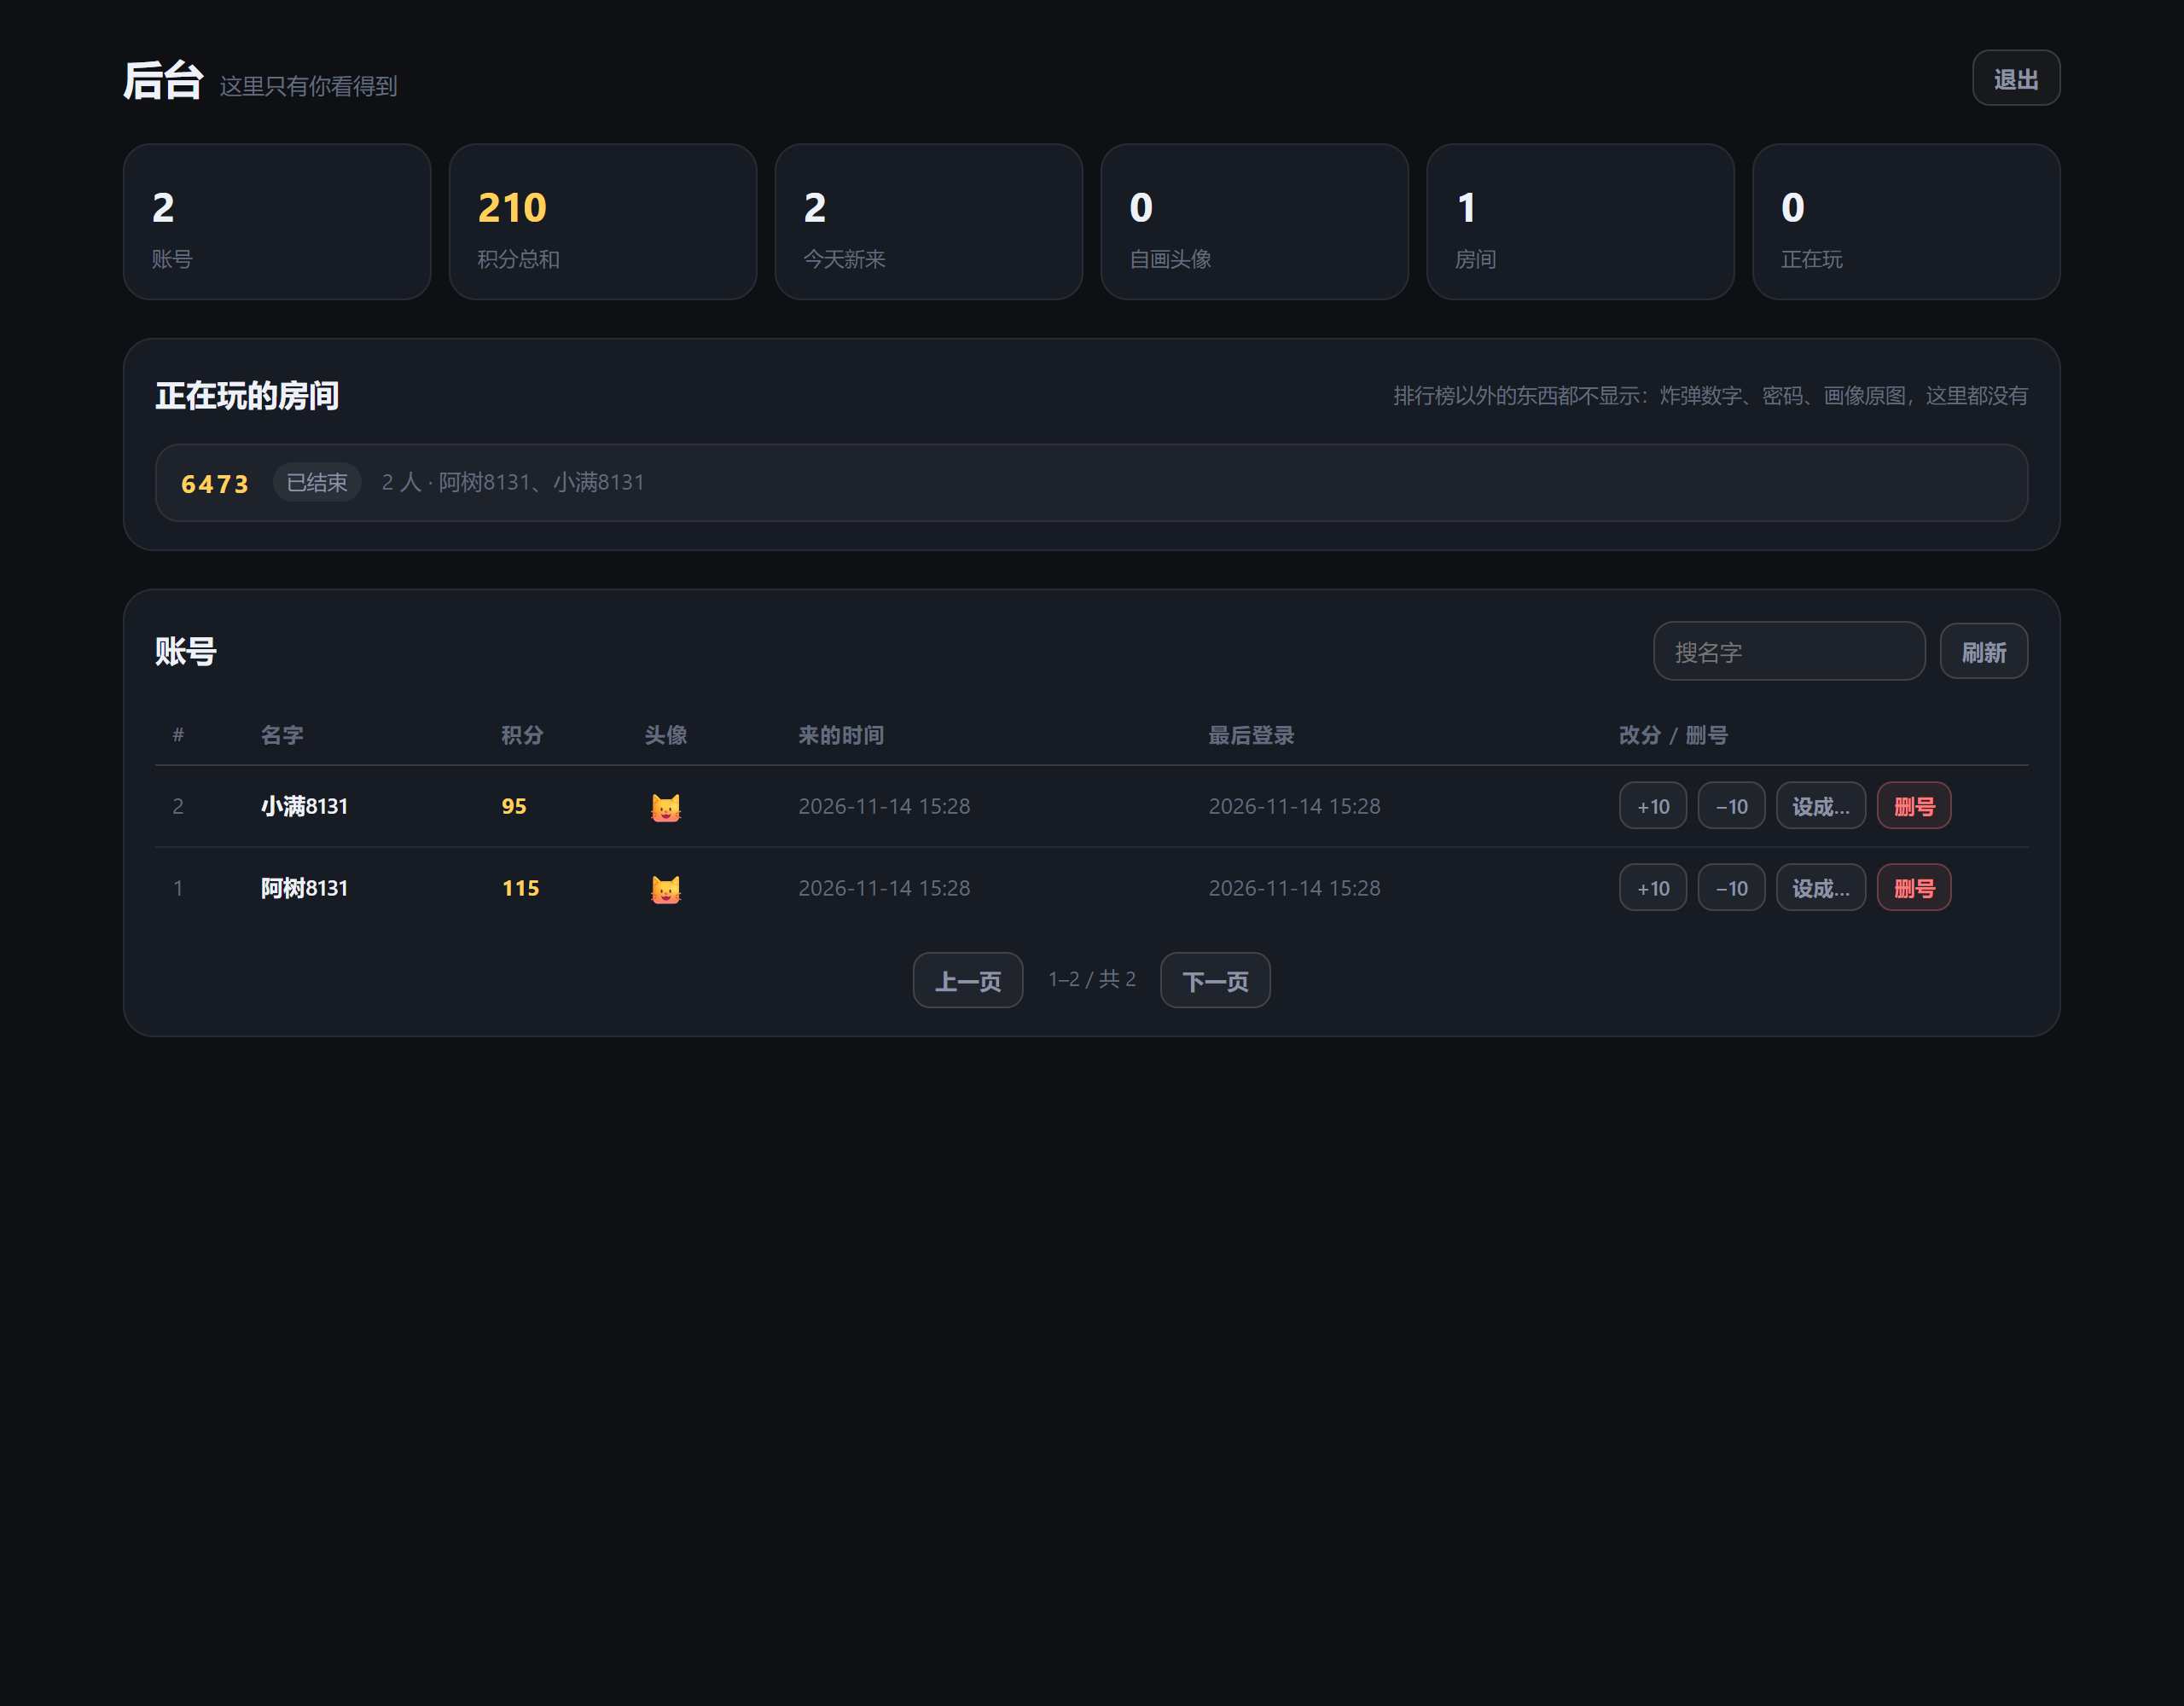 后台 这里只有你看得到 退出
2 210 2 0 1 0
账号 积分总和 今天新来 自画头像 房间 正在玩
正在玩的房间 排行榜以外的东西都不显示：炸弹数字、密码、画像原图，这里都没有
6473 已结束 2 人 · 阿树8131、小满8131
账号 搜名字 刷新
# 名字 积分 头像 来的时间 最后登录 改分 / 删号
2 小满8131 95 2026-11-14 15:28 2026-11-14 15:28 +10 −10 设成… 删号
1 阿树8131 115 2026-11-14 15:28 2026-11-14 15:28 +10 −10 设成… 删号
上一页 1–2 / 共 2 下一页